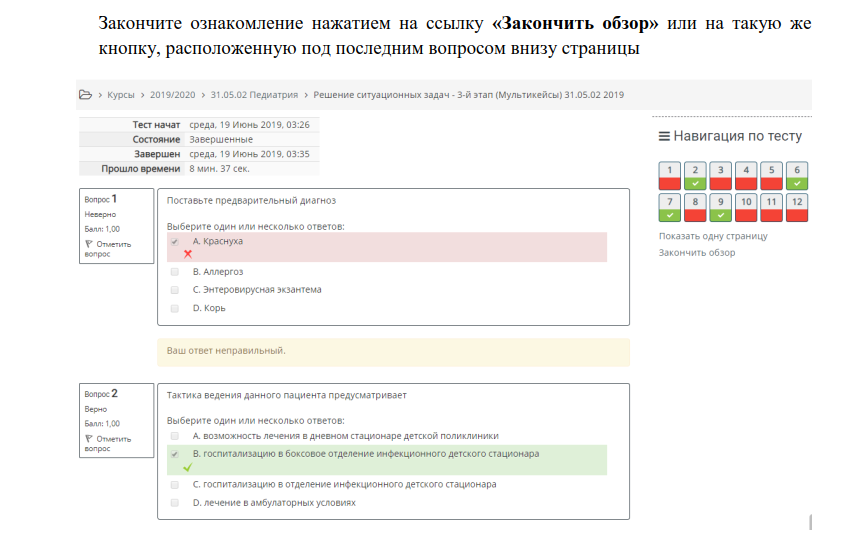 Закончите ознакомление нажатием на ссылку «Закончить обзор» или на такую же
кнопку, расположенную под последним вопросом внизу страницы
Курсы > 2019/2020 > 31.05.02 Педиатрия > Решение ситуационных задач - 3-й этап (Мультикейсы) 31.05.02 2019
Тест начат среда, 19 Июнь 2019, 03:26
Состояние Завершенные
Завершен среда, 19 Июнь 2019, 03:35
Прошло времени 8 мин. 37 сек.
Вопрос 1
Неверно
Балл: 1,00
Отметить
вопрос
Поставьте предварительный диагноз
Выберите один или несколько ответов:
A. Краснуха
B. Аллергоз
C. Энтеровирусная экзантема
D. Корь
Ваш ответ неправильный.
Вопрос 2
Верно
Балл: 1,00
Отметить
вопрос
Тактика ведения данного пациента предусматривает
Выберите один или несколько ответов:
A. возможность лечения в дневном стационаре детской поликлиники
B. госпитализацию в боксовое отделение инфекционного детского стационара
C. госпитализацию в отделение инфекционного детского стационара
D. лечение в амбулаторных условиях
Навигация по тесту
1 2 3 4 5 6
7 8 9 10 11 12
Показать одну страницу
Закончить обзор